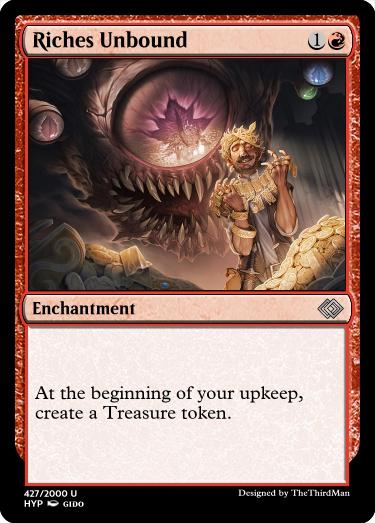 Riches Unbound 1
Enchantment
At the beginning of your upkeep,
create a Treasure token.
427/2000 U
Designed by TheThirdMan
HYP GIDO